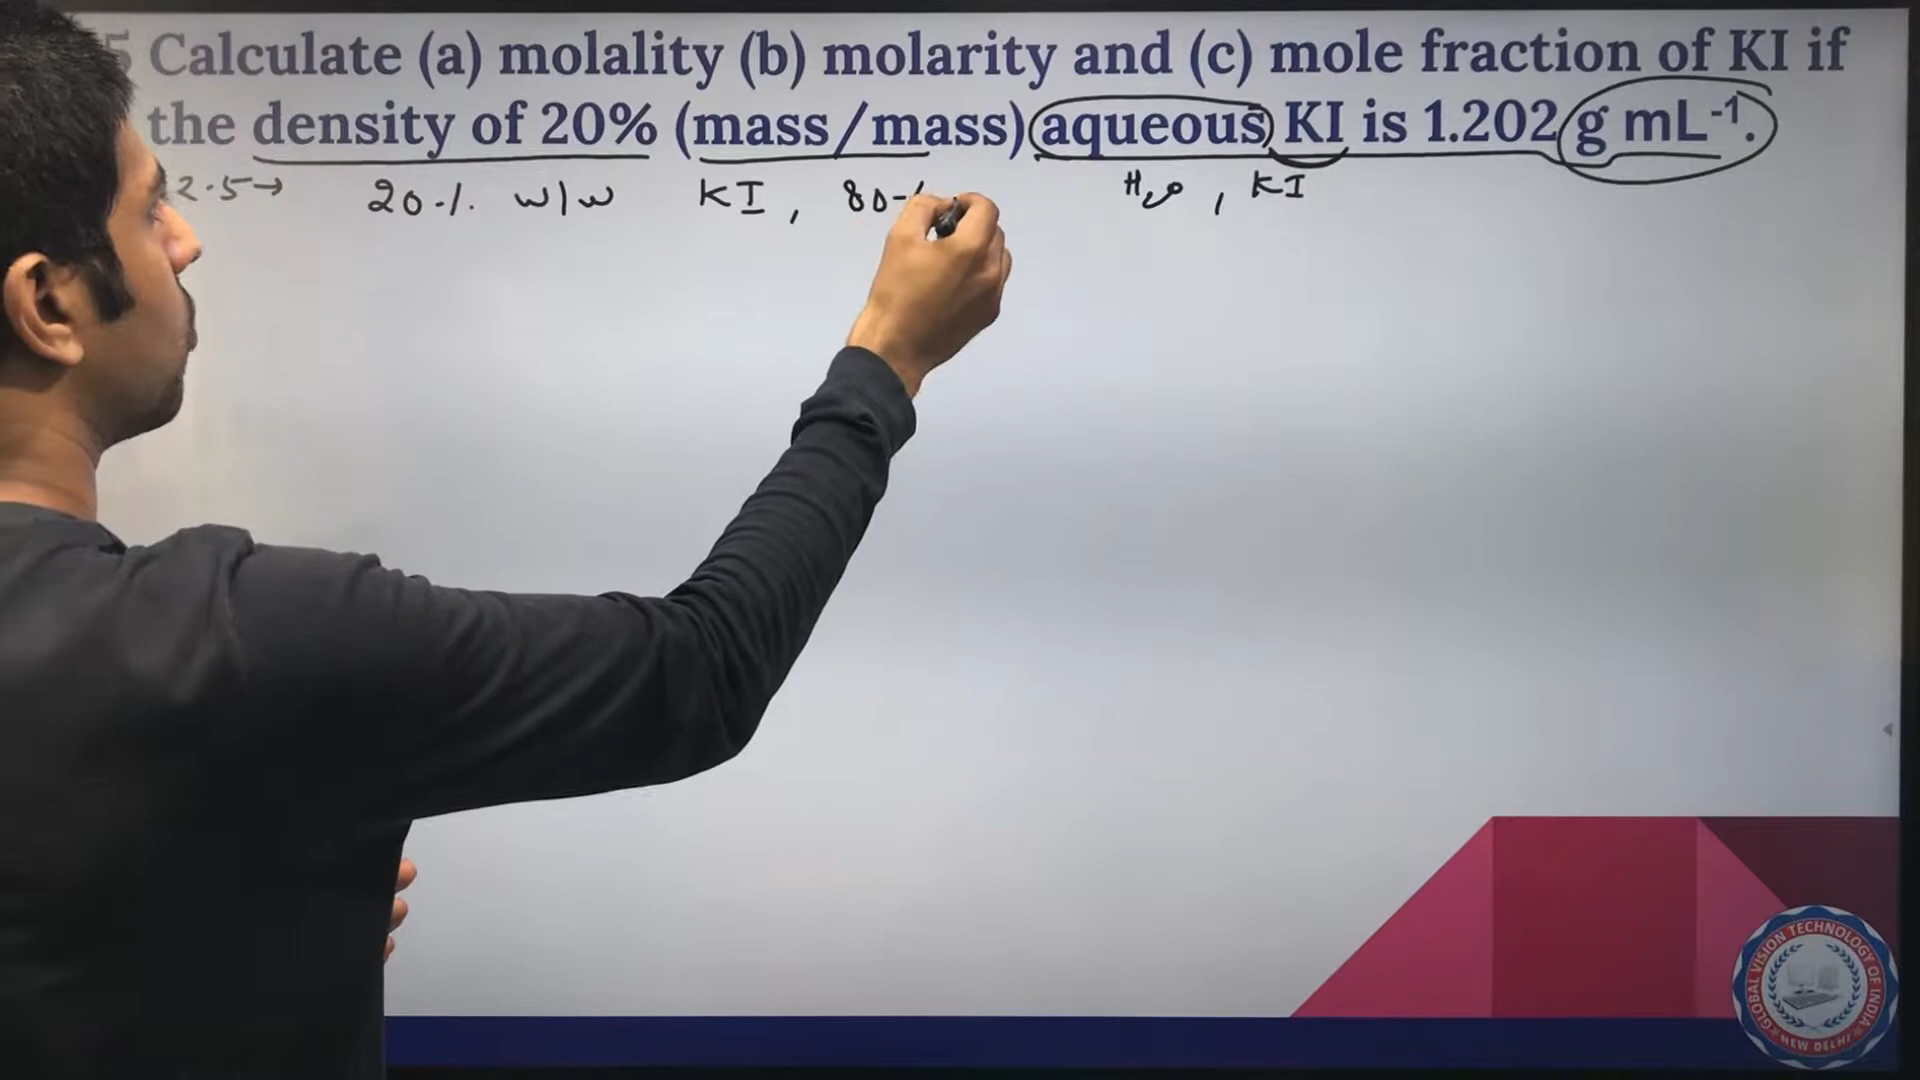 5 Calculate (a) molality (b) molarity and (c) mole fraction of KI if
the density of 20% (mass/mass) aqueous KI is 1.202 g mL⁻¹.
2.5→ 20% w/w KI, 80% H₂O, KI
GLOBAL VISION TECHNOLOGY OF INDIA
NEW DELHI